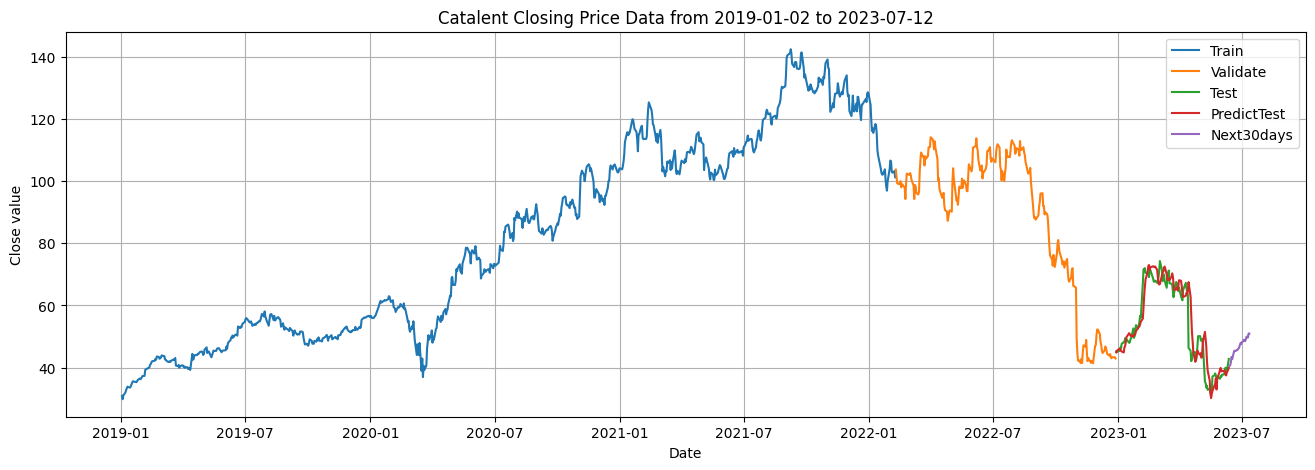 Catalent Closing Price Data from 2019-01-02 to 2023-07-12
Train
Validate
Test
PredictTest
Next30days
Close value
140
120
100
80
60
40
2019-01 2019-07 2020-01 2020-07 2021-01 2021-07 2022-01 2022-07 2023-01 2023-07
Date